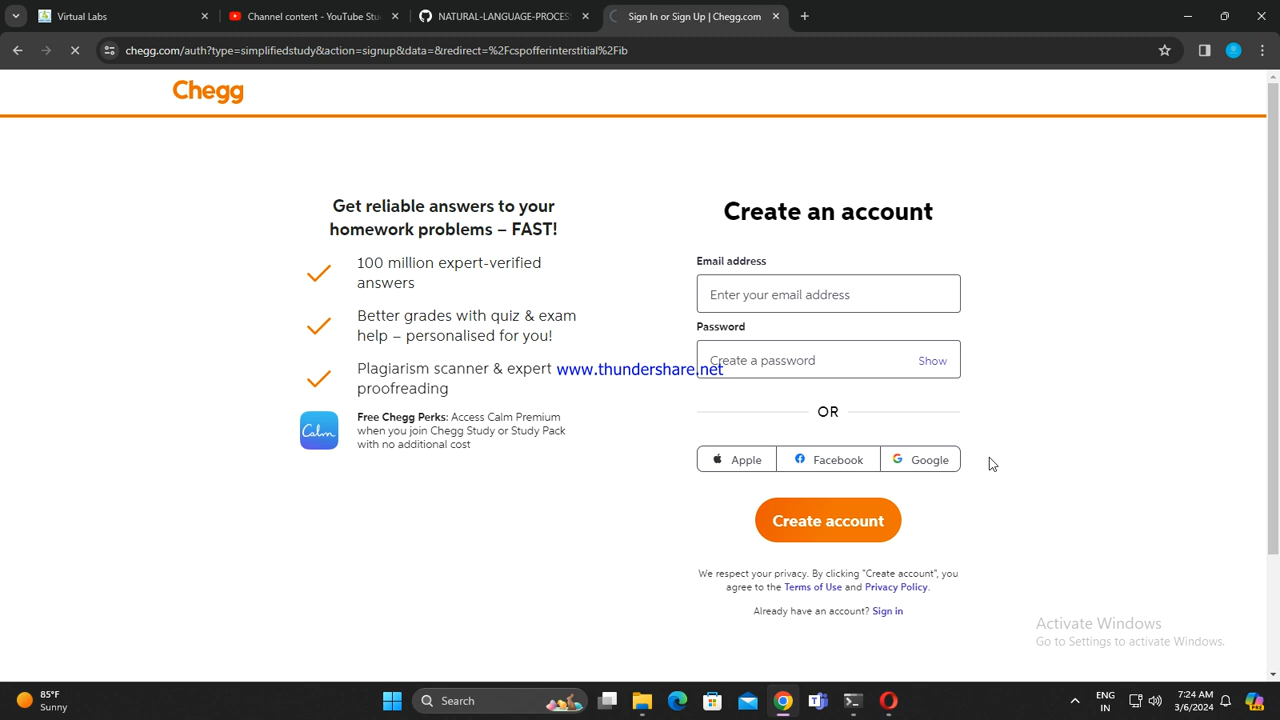 Virtual Labs
Channel content - YouTube Stu
NATURAL-LANGUAGE-PROCESS
Sign In or Sign Up | Chegg.com
chegg.com/auth?type=simplifiedstudy&action=signup&data=&redirect=%2Fcspofferinterstitial%2Fib
Chegg
Get reliable answers to your
homework problems – FAST!
100 million expert-verified
answers
Better grades with quiz & exam
help – personalised for you!
Plagiarism scanner & expert
proofreading
Calm
Free Chegg Perks: Access Calm Premium
when you join Chegg Study or Study Pack
with no additional cost
www.thundershare.net
Create an account
Email address
Enter your email address
Password
Create a password
Show
OR
Apple
Facebook
Google
Create account
We respect your privacy. By clicking "Create account", you
agree to the Terms of Use and Privacy Policy.
Already have an account? Sign in
Activate Windows
Go to Settings to activate Windows.
85°F
Sunny
Search
ENG
IN
7:24 AM
3/6/2024